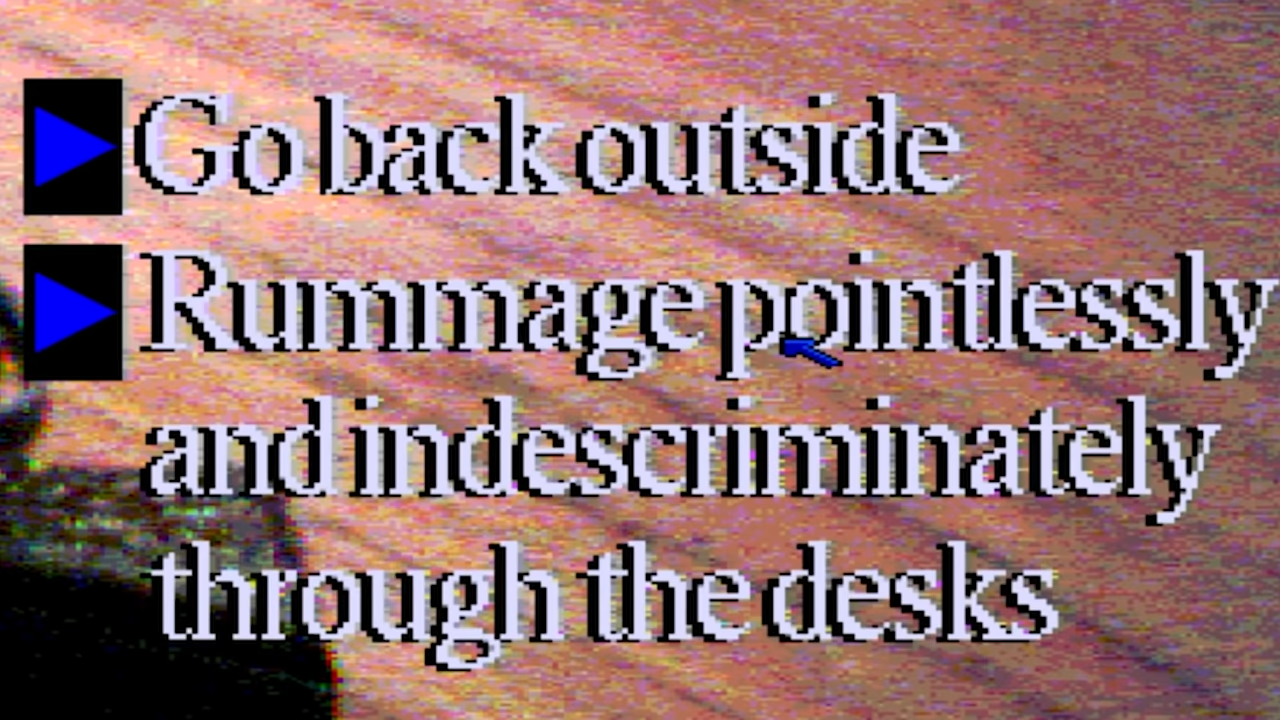 Go back outside
Rummage pointlessly
and indescriminately
through the desks